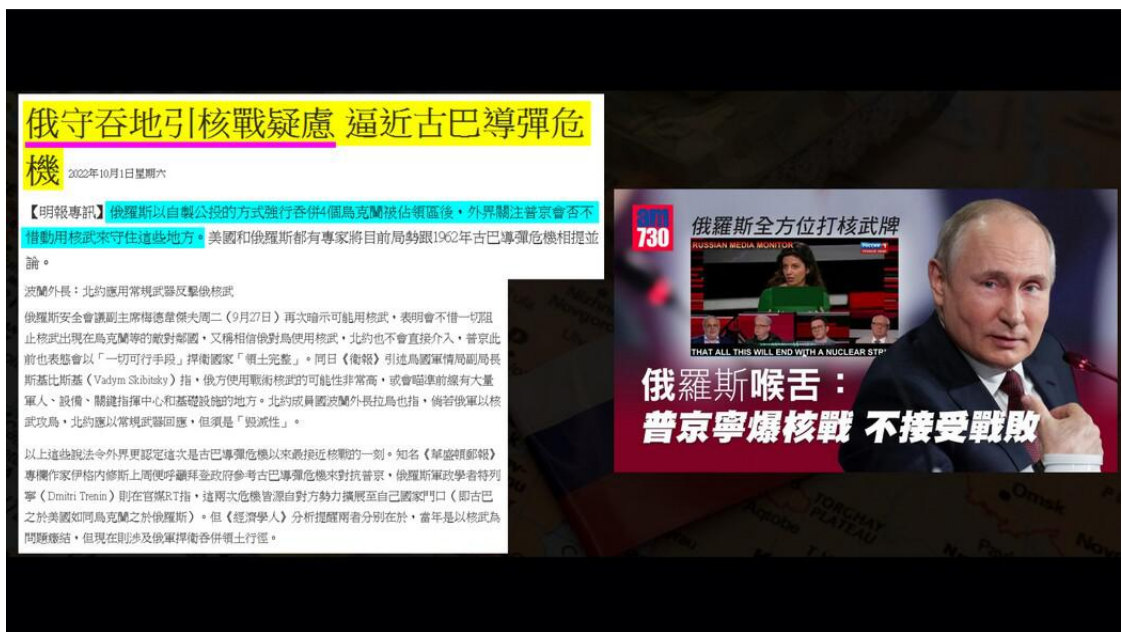 俄守吞地引核戰疑慮 逼近古巴導彈危
機 2022年10月1日星期六
【明報專訊】俄羅斯以自製公投的方式強行吞併4個烏克蘭被佔領區後，外界關注普京會否不
惜動用核武來守住這些地方。美國和俄羅斯都有專家將目前局勢跟1962年古巴導彈危機相提並
論。
波蘭外長：北約應用常規武器反擊俄核武
俄羅斯安全會議副主席梅德韋傑夫周二（9月27日）再次暗示可能用核武，表明會不惜一切阻
止核武出現在烏克蘭等的敵對鄰國，又稱相信俄對烏使用核武，北約也不會直接介入，普京此
前也表態會以「一切可行手段」捍衛國家「領土完整」。同日《衛報》引述烏國軍情局副局長
斯基比斯基（Vadym Skibitsky）指，俄方使用戰術核武的可能性非常高，或會瞄準前線有大量
軍人、設備、關鍵指揮中心和基礎設施的地方。北約成員國波蘭外長拉烏也指，倘若俄軍以核
武攻烏，北約應以常規武器回應，但須是「毀滅性」。
以上這些說法令外界更認定這次是古巴導彈危機以來最接近核戰的一刻。知名《華盛頓郵報》
專欄作家伊格內修斯上周便呼籲拜登政府參考古巴導彈危機來對抗普京，俄羅斯軍政學者特列
寧（Dmitri Trenin）則在官媒RT指，這兩次危機皆源自對方勢力擴展至自己國家門口（即古巴
之於美國如同烏克蘭之於俄羅斯）。但《經濟學人》分析提醒兩者分別在於，當年是以核武為
問題癥結，但現在則涉及俄軍捍衛吞併領土行徑。
am
730
俄羅斯全方位打核武牌
RUSSIAN MEDIA MONITOR
THAT ALL THIS WILL END WITH A NUCLEAR STR
俄羅斯喉舌：
普京寧爆核戰 不接受戰敗
Omsk
TORGHAY
PLATEAU